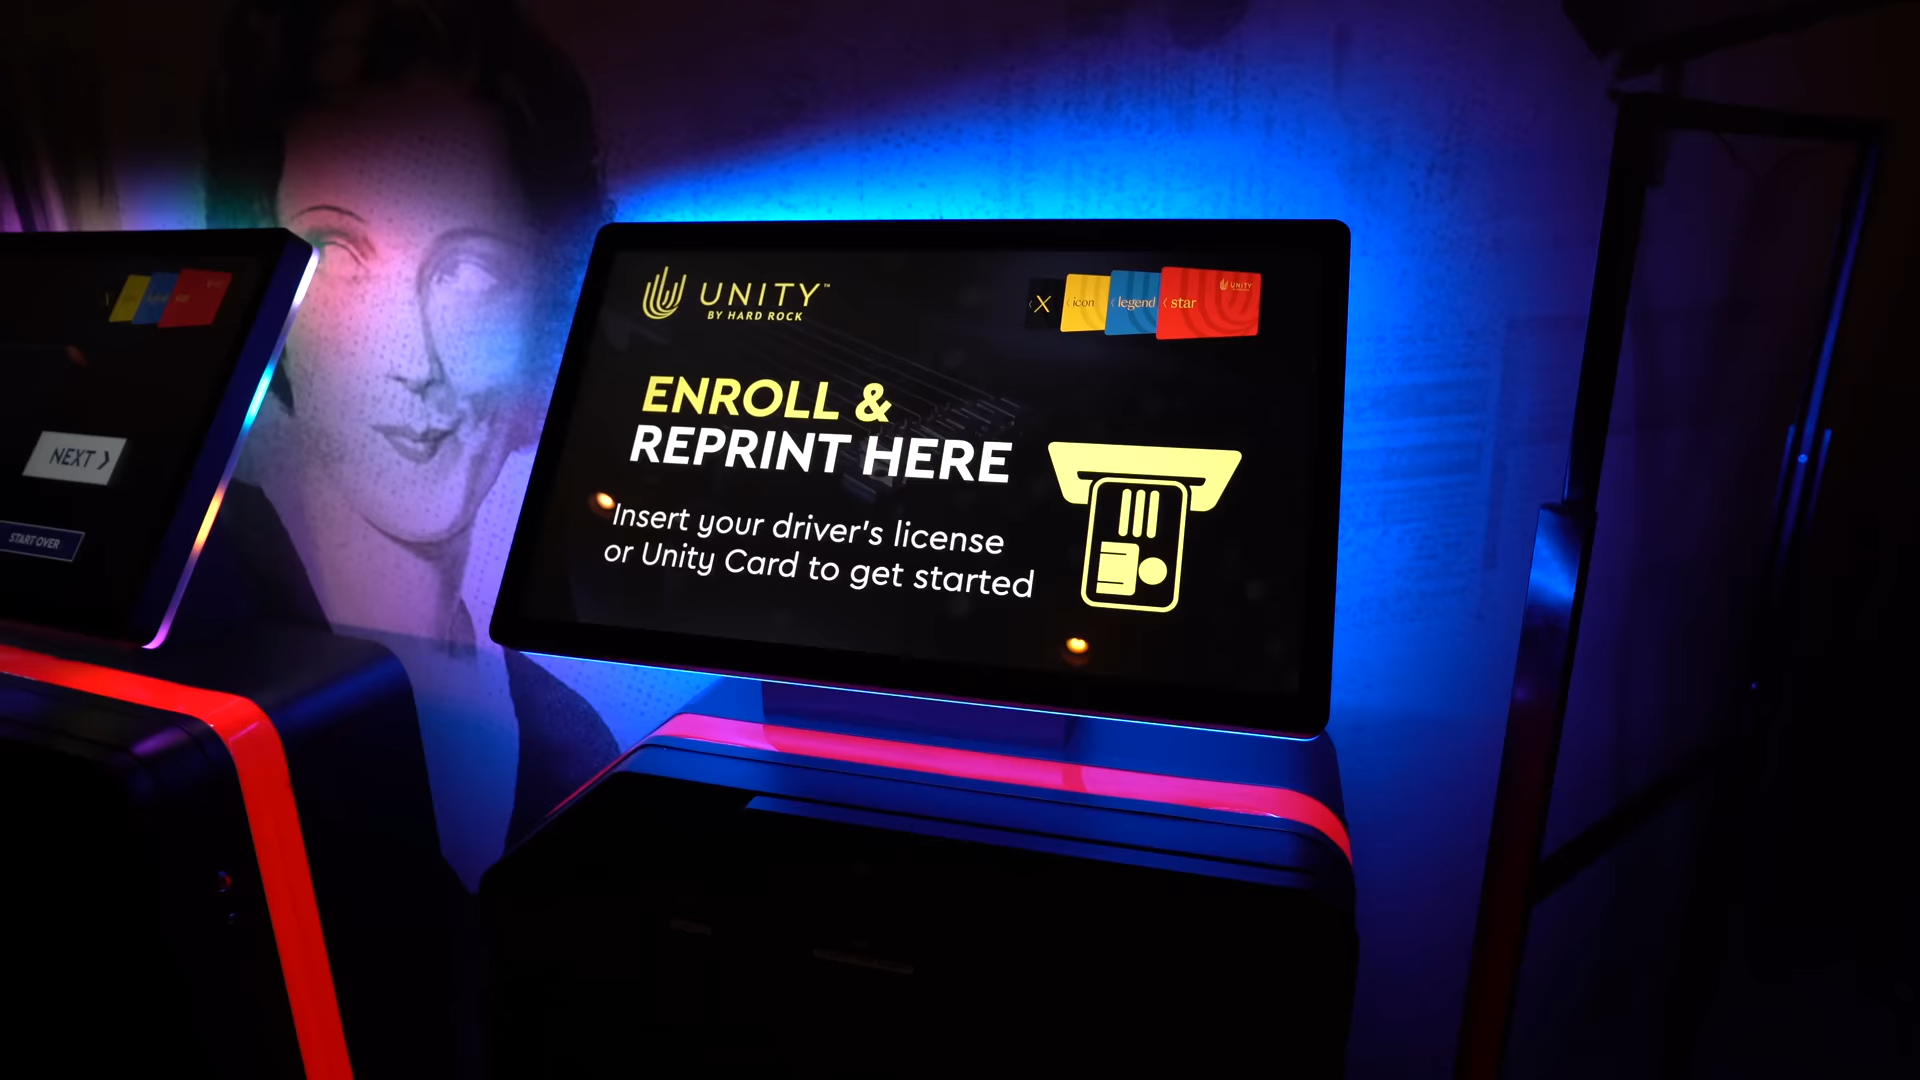 NEXT >
START OVER
UNITY™
BY HARD ROCK
X
icon
legend
star
UNITY
ENROLL &
REPRINT HERE
Insert your driver's license
or Unity Card to get started